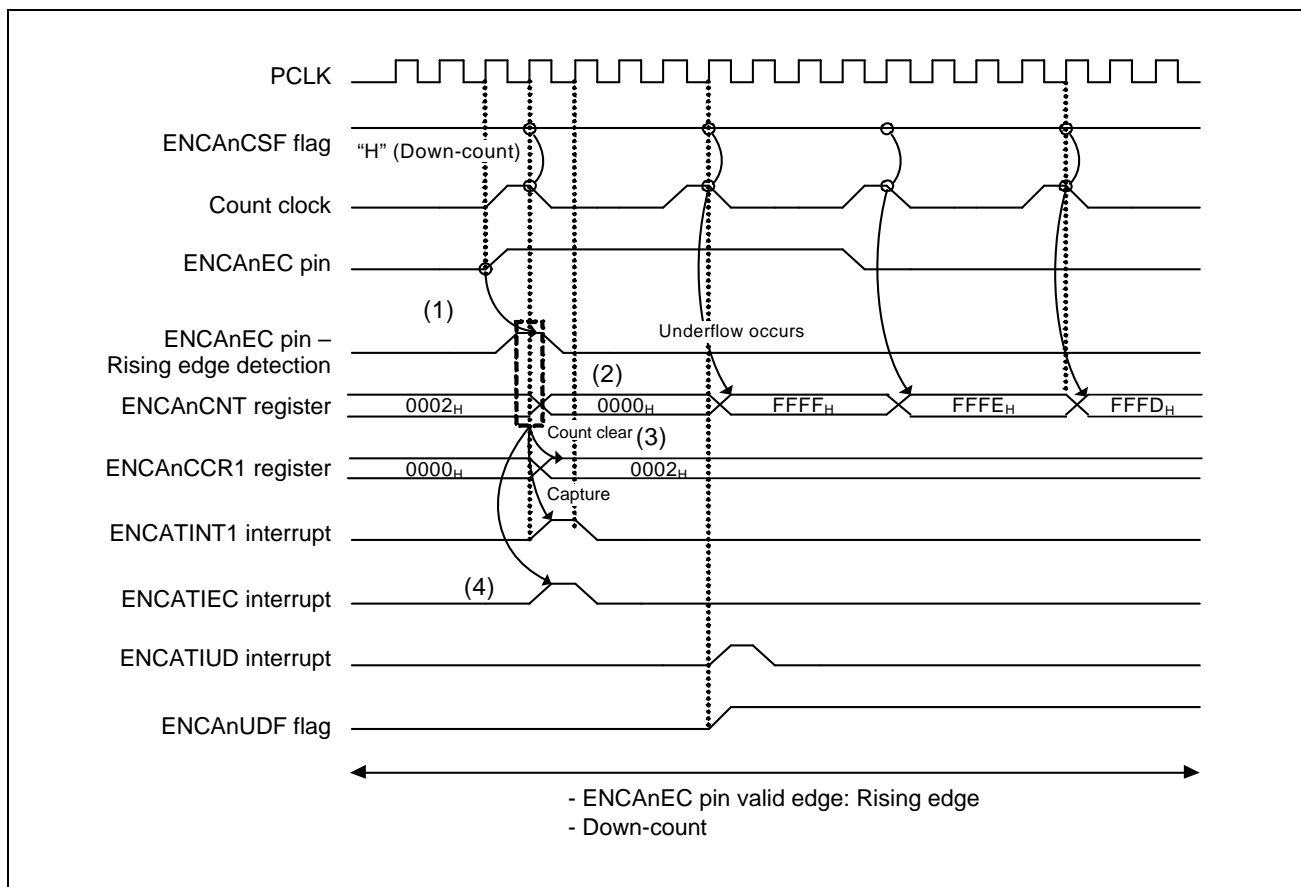 PCLK
ENCAnCSF flag
“H” (Down-count)
Count clock
ENCAnEC pin
(1)
Underflow occurs
ENCAnEC pin –
Rising edge detection
(2)
ENCAnCNT register
0002H 0000H FFFFH FFFEH FFFDH
Count clear (3)
ENCAnCCR1 register
0000H 0002H
Capture
ENCATINT1 interrupt
(4)
ENCATIEC interrupt
ENCATIUD interrupt
ENCAnUDF flag
- ENCAnEC pin valid edge: Rising edge
- Down-count